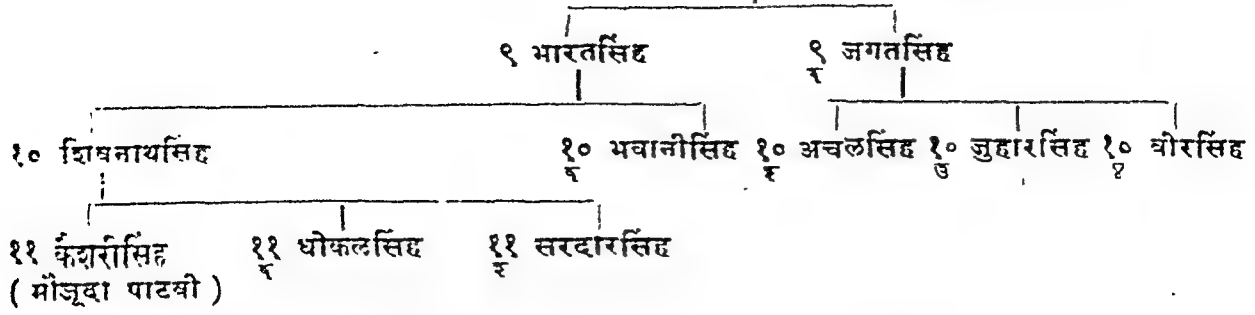 ९ भारतसिंह ९/२ जगतसिंह
१० शिवनाथसिंह १०/२ भवानीसिंह १०/३ अचलसिंह १०/४ जुहारसिंह १०/५ वीरसिंह
११ केशरीसिंह ११/२ धोकलसिंह ११/३ सरदारसिंह
( मौजूदा पाटवी )